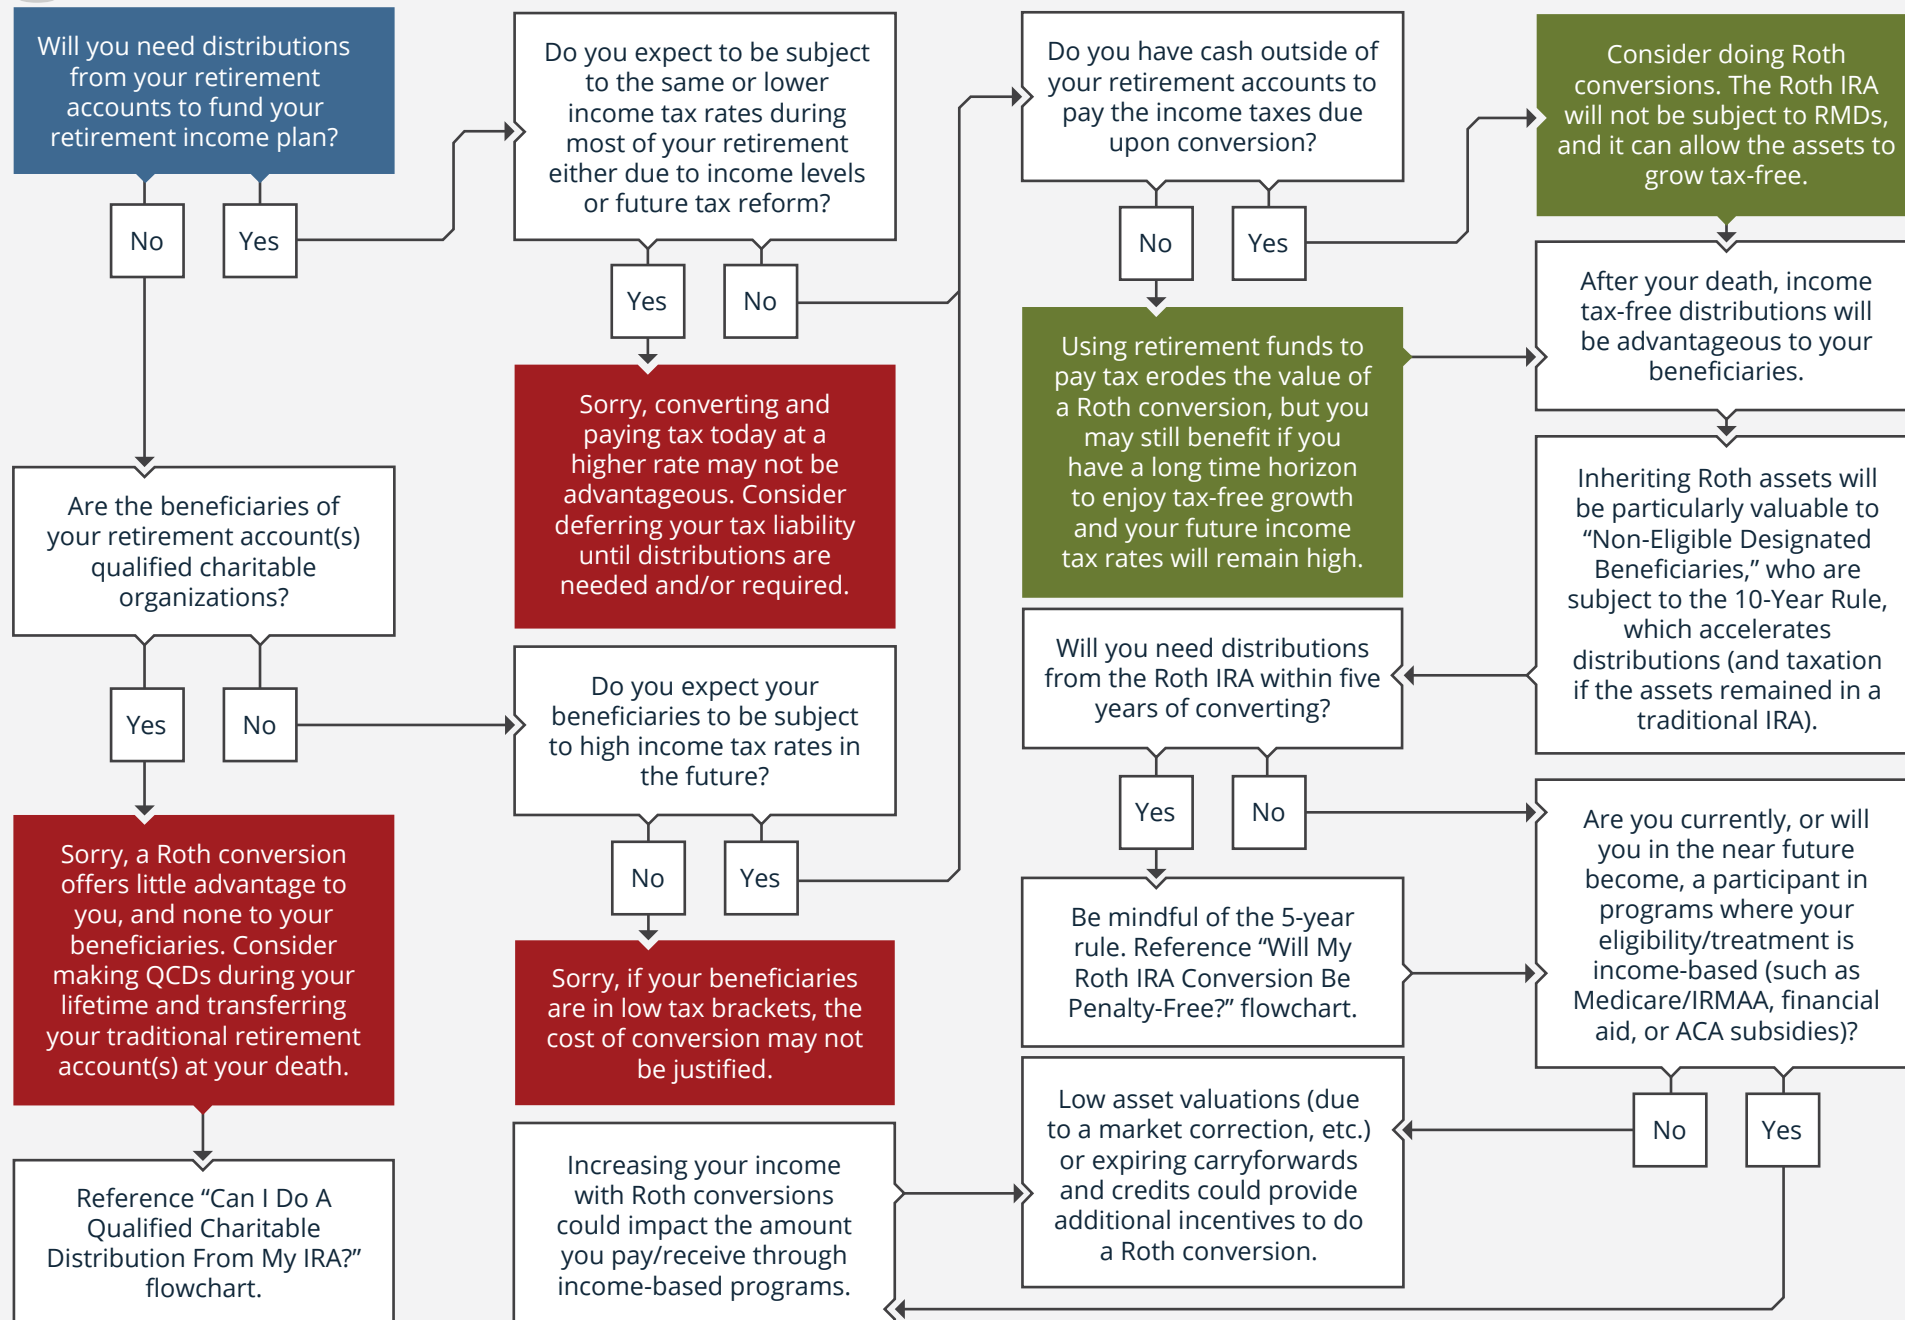 Will you need distributions
from your retirement
accounts to fund your
retirement income plan?
No
Yes
Do you expect to be subject
to the same or lower
income tax rates during
most of your retirement
either due to income levels
or future tax reform?
Yes
No
Sorry, converting and
paying tax today at a
higher rate may not be
advantageous. Consider
deferring your tax liability
until distributions are
needed and/or required.
Are the beneficiaries of
your retirement account(s)
qualified charitable
organizations?
Yes
No
Sorry, a Roth conversion
offers little advantage to
you, and none to your
beneficiaries. Consider
making QCDs during your
lifetime and transferring
your traditional retirement
account(s) at your death.
Reference “Can I Do A
Qualified Charitable
Distribution From My IRA?”
flowchart.
Do you expect your
beneficiaries to be subject
to high income tax rates in
the future?
No
Yes
Sorry, if your beneficiaries
are in low tax brackets, the
cost of conversion may not
be justified.
Do you have cash outside of
your retirement accounts to
pay the income taxes due
upon conversion?
No
Yes
Using retirement funds to
pay tax erodes the value of
a Roth conversion, but you
may still benefit if you
have a long time horizon
to enjoy tax-free growth
and your future income
tax rates will remain high.
Consider doing Roth
conversions. The Roth IRA
will not be subject to RMDs,
and it can allow the assets to
grow tax-free.
After your death, income
tax-free distributions will
be advantageous to your
beneficiaries.
Inheriting Roth assets will
be particularly valuable to
“Non-Eligible Designated
Beneficiaries,” who are
subject to the 10-Year Rule,
which accelerates
distributions (and taxation
if the assets remained in a
traditional IRA).
Will you need distributions
from the Roth IRA within five
years of converting?
Yes
No
Be mindful of the 5-year
rule. Reference “Will My
Roth IRA Conversion Be
Penalty-Free?” flowchart.
Are you currently, or will
you in the near future
become, a participant in
programs where your
eligibility/treatment is
income-based (such as
Medicare/IRMAA, financial
aid, or ACA subsidies)?
No
Yes
Increasing your income
with Roth conversions
could impact the amount
you pay/receive through
income-based programs.
Low asset valuations (due
to a market correction, etc.)
or expiring carryforwards
and credits could provide
additional incentives to do
a Roth conversion.